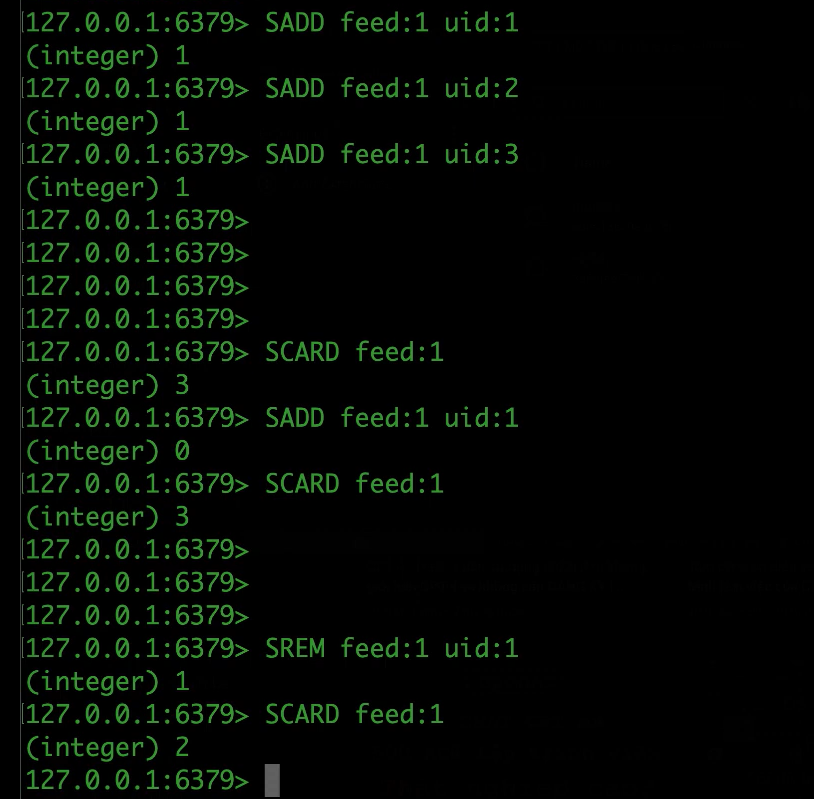 [127.0.0.1:6379> SADD feed:1 uid:1
(integer) 1
[127.0.0.1:6379> SADD feed:1 uid:2
(integer) 1
[127.0.0.1:6379> SADD feed:1 uid:3
(integer) 1
[127.0.0.1:6379>
[127.0.0.1:6379>
[127.0.0.1:6379>
[127.0.0.1:6379>
[127.0.0.1:6379> SCARD feed:1
(integer) 3
[127.0.0.1:6379> SADD feed:1 uid:1
(integer) 0
[127.0.0.1:6379> SCARD feed:1
(integer) 3
[127.0.0.1:6379>
[127.0.0.1:6379>
[127.0.0.1:6379>
[127.0.0.1:6379> SREM feed:1 uid:1
(integer) 1
[127.0.0.1:6379> SCARD feed:1
(integer) 2
127.0.0.1:6379>